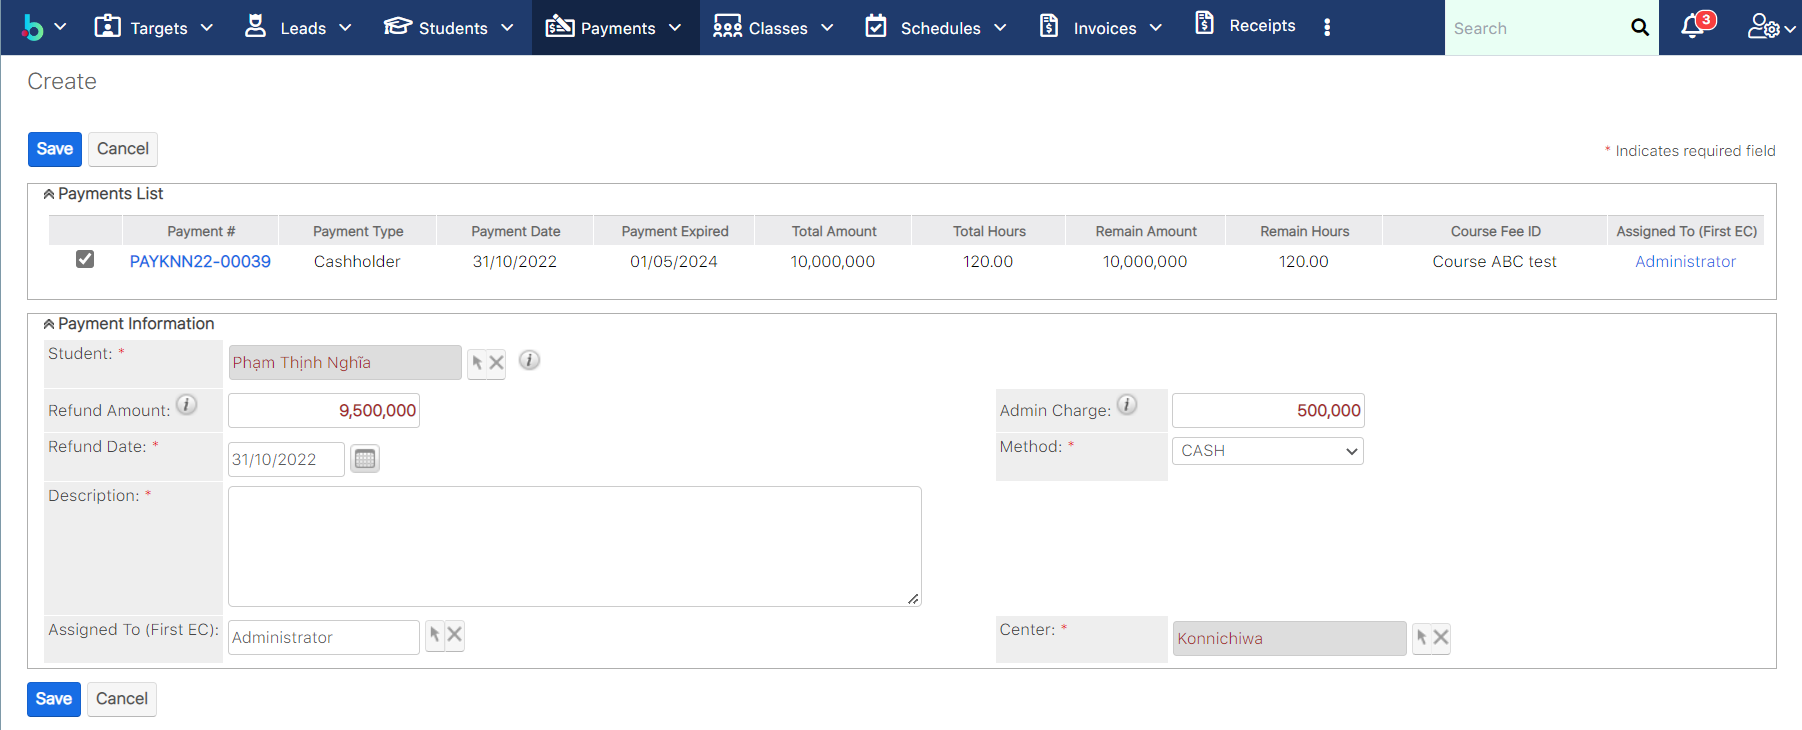 Targets Leads Students Payments Classes Schedules Invoices Receipts Search 3
Create
Save Cancel * Indicates required field
Payments List
Payment # Payment Type Payment Date Payment Expired Total Amount Total Hours Remain Amount Remain Hours Course Fee ID Assigned To (First EC)
PAYKNN22-00039 Cashholder 31/10/2022 01/05/2024 10,000,000 120.00 10,000,000 120.00 Course ABC test Administrator
Payment Information
Student: * Phạm Thịnh Nghĩa
Refund Amount: 9,500,000 Admin Charge: 500,000
Refund Date: * 31/10/2022 Method: * CASH
Description: *
Assigned To (First EC): Administrator Center: * Konnichiwa
Save Cancel